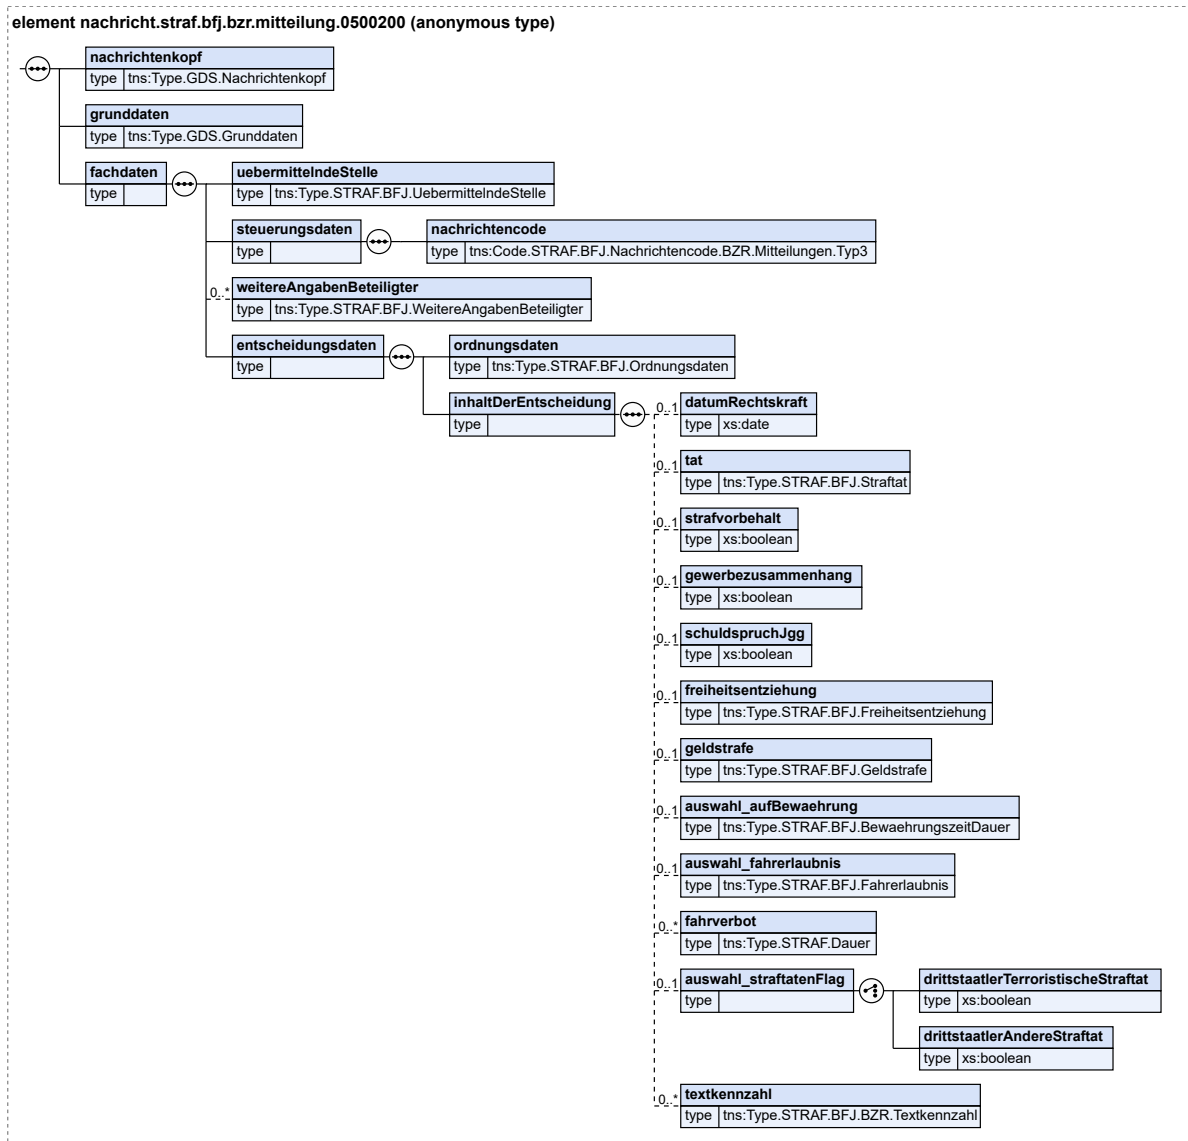 element nachricht.straf.bfj.bzr.mitteilung.0500200 (anonymous type)
nachrichtenkopf
type tns:Type.GDS.Nachrichtenkopf
grunddaten
type tns:Type.GDS.Grunddaten
fachdaten
type
uebermittelndeStelle
type tns:Type.STRAF.BFJ.UebermittelndeStelle
steuerungsdaten
type
nachrichtencode
type tns:Code.STRAF.BFJ.Nachrichtencode.BZR.Mitteilungen.Typ3
0..* weitereAngabenBeteiligter
type tns:Type.STRAF.BFJ.WeitereAngabenBeteiligter
entscheidungsdaten
type
ordnungsdaten
type tns:Type.STRAF.BFJ.Ordnungsdaten
inhaltDerEntscheidung
type
0..1 datumRechtskraft
type xs:date
0..1 tat
type tns:Type.STRAF.BFJ.Straftat
0..1 strafvorbehalt
type xs:boolean
0..1 gewerbezusammenhang
type xs:boolean
0..1 schuldspruchJgg
type xs:boolean
0..1 freiheitsentziehung
type tns:Type.STRAF.BFJ.Freiheitsentziehung
0..1 geldstrafe
type tns:Type.STRAF.BFJ.Geldstrafe
0..1 auswahl_aufBewaehrung
type tns:Type.STRAF.BFJ.BewaehrungszeitDauer
0..1 auswahl_fahrerlaubnis
type tns:Type.STRAF.BFJ.Fahrerlaubnis
0..* fahrverbot
type tns:Type.STRAF.Dauer
0..1 auswahl_straftatenFlag
type
drittstaatlerTerroristischeStraftat
type xs:boolean
drittstaatlerAndereStraftat
type xs:boolean
0..* textkennzahl
type tns:Type.STRAF.BFJ.BZR.Textkennzahl